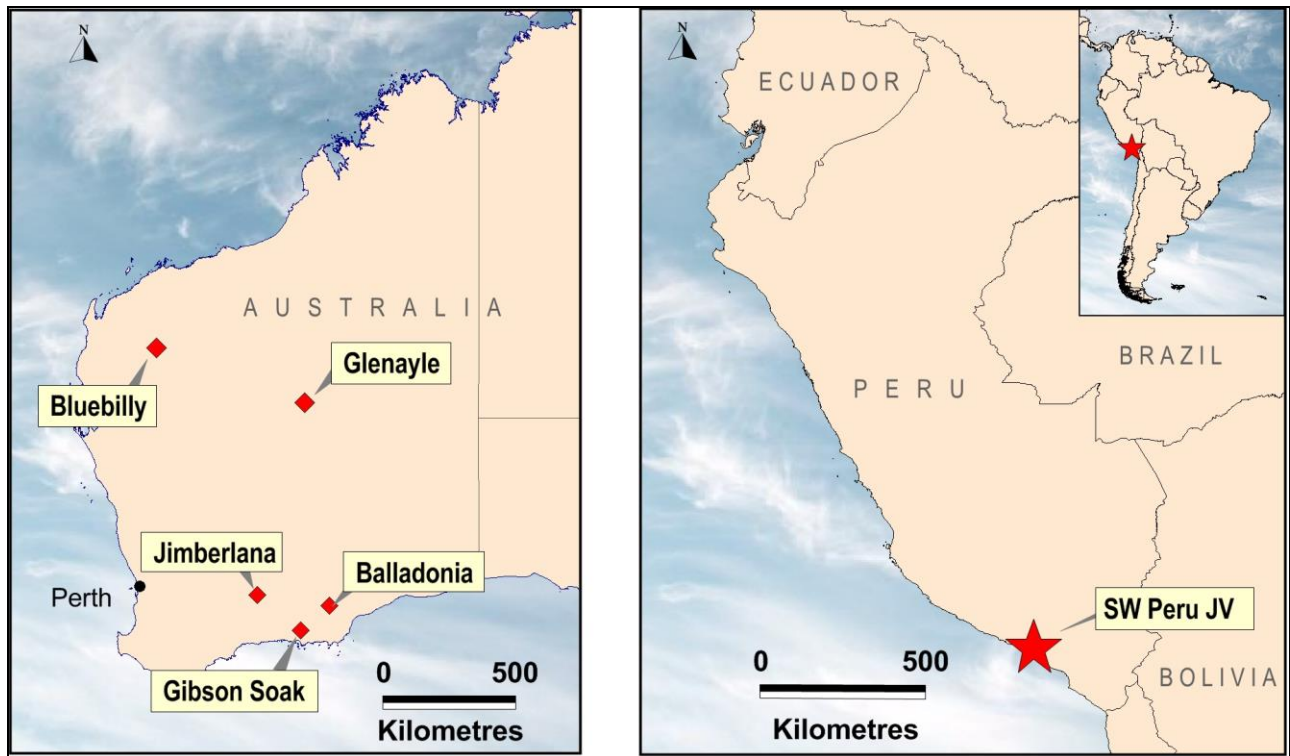 N
AUSTRALIA
Glenayle
Bluebilly
Jimberlana
Balladonia
Perth
Gibson Soak
0 500
Kilometres
N
ECUADOR
BRAZIL
PERU
SW Peru JV
0 500
Kilometres
BOLIVIA